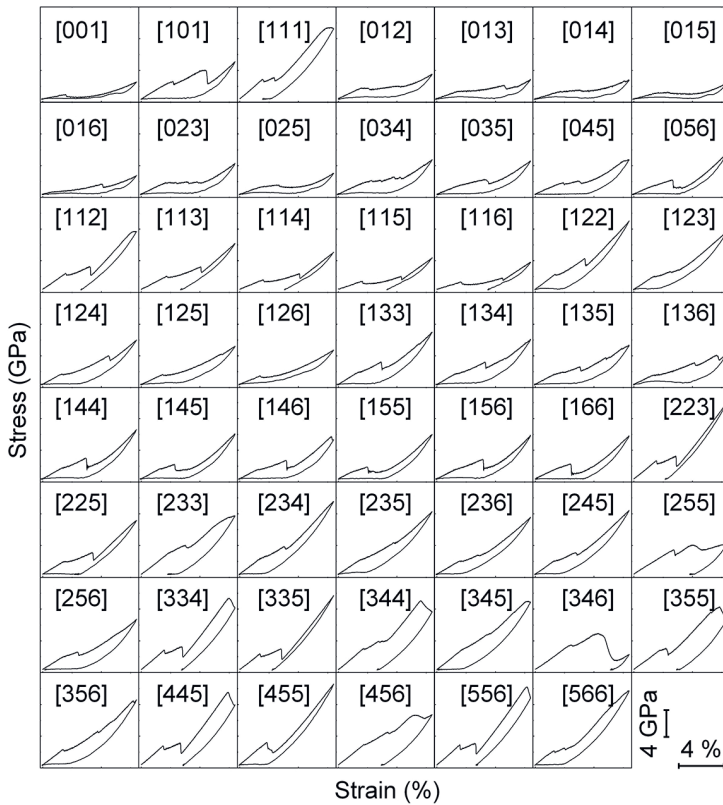 [001] [101] [111] [012] [013] [014] [015]
[016] [023] [025] [034] [035] [045] [056]
[112] [113] [114] [115] [116] [122] [123]
[124] [125] [126] [133] [134] [135] [136]
[144] [145] [146] [155] [156] [166] [223]
[225] [233] [234] [235] [236] [245] [255]
[256] [334] [335] [344] [345] [346] [355]
[356] [445] [455] [456] [556] [566]
Stress (GPa)
4 GPa
4 %
Strain (%)